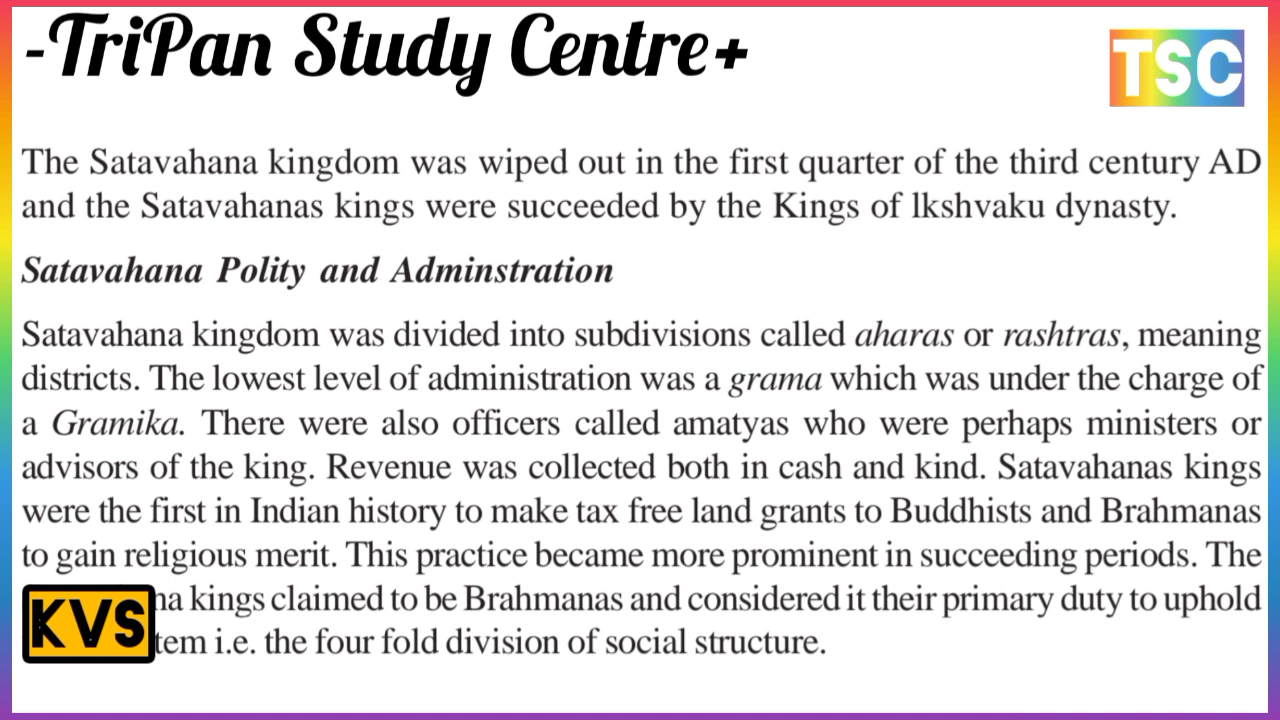 -TriPan Study Centre+
TSC
The Satavahana kingdom was wiped out in the first quarter of the third century AD
and the Satavahanas kings were succeeded by the Kings of lkshvaku dynasty.
Satavahana Polity and Adminstration
Satavahana kingdom was divided into subdivisions called aharas or rashtras, meaning
districts. The lowest level of administration was a grama which was under the charge of
a Gramika. There were also officers called amatyas who were perhaps ministers or
advisors of the king. Revenue was collected both in cash and kind. Satavahanas kings
were the first in Indian history to make tax free land grants to Buddhists and Brahmanas
to gain religious merit. This practice became more prominent in succeeding periods. The
na kings claimed to be Brahmanas and considered it their primary duty to uphold
KVS
tem i.e. the four fold division of social structure.